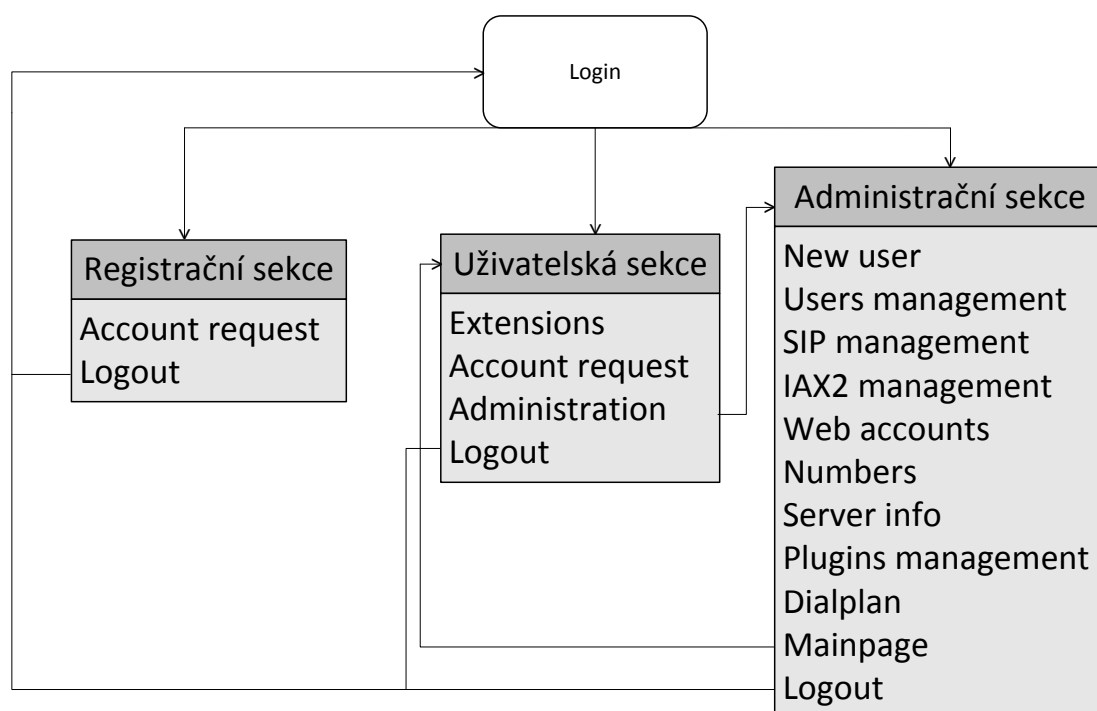 Login
Registrační sekce
Account request
Logout
Uživatelská sekce
Extensions
Account request
Administration
Logout
Administrační sekce
New user
Users management
SIP management
IAX2 management
Web accounts
Numbers
Server info
Plugins management
Dialplan
Mainpage
Logout